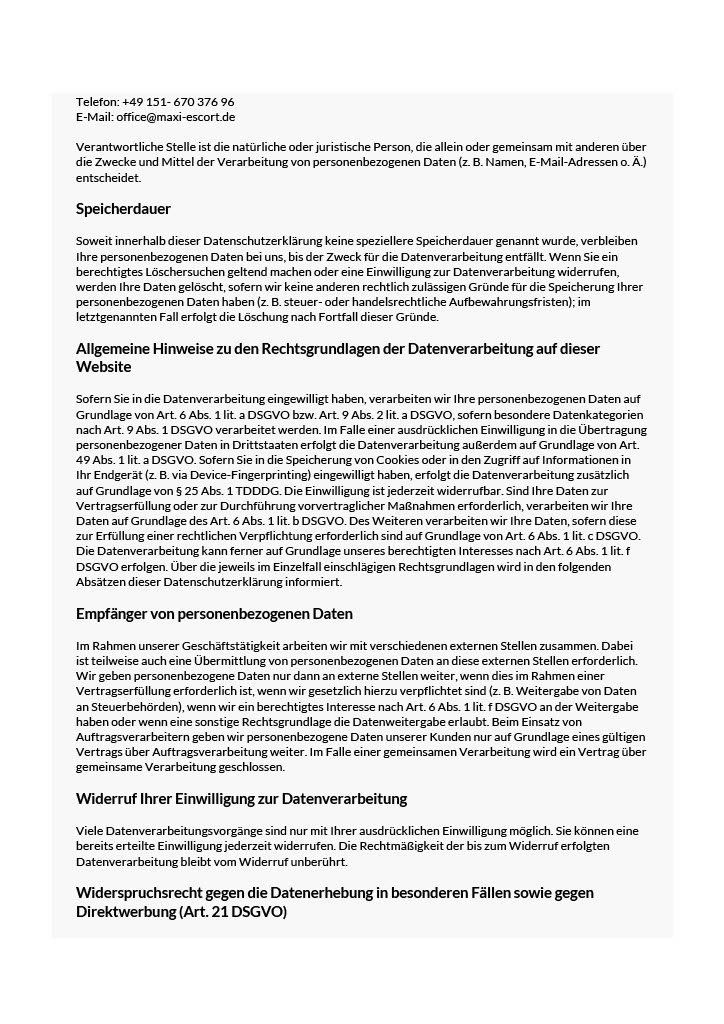 Telefon: +49 151- 670 376 96
E-Mail: office@maxi-escort.de
Verantwortliche Stelle ist die natürliche oder juristische Person, die allein oder gemeinsam mit anderen über
die Zwecke und Mittel der Verarbeitung von personenbezogenen Daten (z. B. Namen, E-Mail-Adressen o. Ä.)
entscheidet.
Speicherdauer
Soweit innerhalb dieser Datenschutzerklärung keine speziellere Speicherdauer genannt wurde, verbleiben
Ihre personenbezogenen Daten bei uns, bis der Zweck für die Datenverarbeitung entfällt. Wenn Sie ein
berechtigtes Löschersuchen geltend machen oder eine Einwilligung zur Datenverarbeitung widerrufen,
werden Ihre Daten gelöscht, sofern wir keine anderen rechtlich zulässigen Gründe für die Speicherung Ihrer
personenbezogenen Daten haben (z. B. steuer- oder handelsrechtliche Aufbewahrungsfristen); im
letztgenannten Fall erfolgt die Löschung nach Fortfall dieser Gründe.
Allgemeine Hinweise zu den Rechtsgrundlagen der Datenverarbeitung auf dieser
Website
Sofern Sie in die Datenverarbeitung eingewilligt haben, verarbeiten wir Ihre personenbezogenen Daten auf
Grundlage von Art. 6 Abs. 1 lit. a DSGVO bzw. Art. 9 Abs. 2 lit. a DSGVO, sofern besondere Datenkategorien
nach Art. 9 Abs. 1 DSGVO verarbeitet werden. Im Falle einer ausdrücklichen Einwilligung in die Übertragung
personenbezogener Daten in Drittstaaten erfolgt die Datenverarbeitung außerdem auf Grundlage von Art.
49 Abs. 1 lit. a DSGVO. Sofern Sie in die Speicherung von Cookies oder in den Zugriff auf Informationen in
Ihr Endgerät (z. B. via Device-Fingerprinting) eingewilligt haben, erfolgt die Datenverarbeitung zusätzlich
auf Grundlage von § 25 Abs. 1 TDDDG. Die Einwilligung ist jederzeit widerrufbar. Sind Ihre Daten zur
Vertragserfüllung oder zur Durchführung vorvertraglicher Maßnahmen erforderlich, verarbeiten wir Ihre
Daten auf Grundlage des Art. 6 Abs. 1 lit. b DSGVO. Des Weiteren verarbeiten wir Ihre Daten, sofern diese
zur Erfüllung einer rechtlichen Verpflichtung erforderlich sind auf Grundlage von Art. 6 Abs. 1 lit. c DSGVO.
Die Datenverarbeitung kann ferner auf Grundlage unseres berechtigten Interesses nach Art. 6 Abs. 1 lit. f
DSGVO erfolgen. Über die jeweils im Einzelfall einschlägigen Rechtsgrundlagen wird in den folgenden
Absätzen dieser Datenschutzerklärung informiert.
Empfänger von personenbezogenen Daten
Im Rahmen unserer Geschäftstätigkeit arbeiten wir mit verschiedenen externen Stellen zusammen. Dabei
ist teilweise auch eine Übermittlung von personenbezogenen Daten an diese externen Stellen erforderlich.
Wir geben personenbezogene Daten nur dann an externe Stellen weiter, wenn dies im Rahmen einer
Vertragserfüllung erforderlich ist, wenn wir gesetzlich hierzu verpflichtet sind (z. B. Weitergabe von Daten
an Steuerbehörden), wenn wir ein berechtigtes Interesse nach Art. 6 Abs. 1 lit. f DSGVO an der Weitergabe
haben oder wenn eine sonstige Rechtsgrundlage die Datenweitergabe erlaubt. Beim Einsatz von
Auftragsverarbeitern geben wir personenbezogene Daten unserer Kunden nur auf Grundlage eines gültigen
Vertrags über Auftragsverarbeitung weiter. Im Falle einer gemeinsamen Verarbeitung wird ein Vertrag über
gemeinsame Verarbeitung geschlossen.
Widerruf Ihrer Einwilligung zur Datenverarbeitung
Viele Datenverarbeitungsvorgänge sind nur mit Ihrer ausdrücklichen Einwilligung möglich. Sie können eine
bereits erteilte Einwilligung jederzeit widerrufen. Die Rechtmäßigkeit der bis zum Widerruf erfolgten
Datenverarbeitung bleibt vom Widerruf unberührt.
Widerspruchsrecht gegen die Datenerhebung in besonderen Fällen sowie gegen
Direktwerbung (Art. 21 DSGVO)